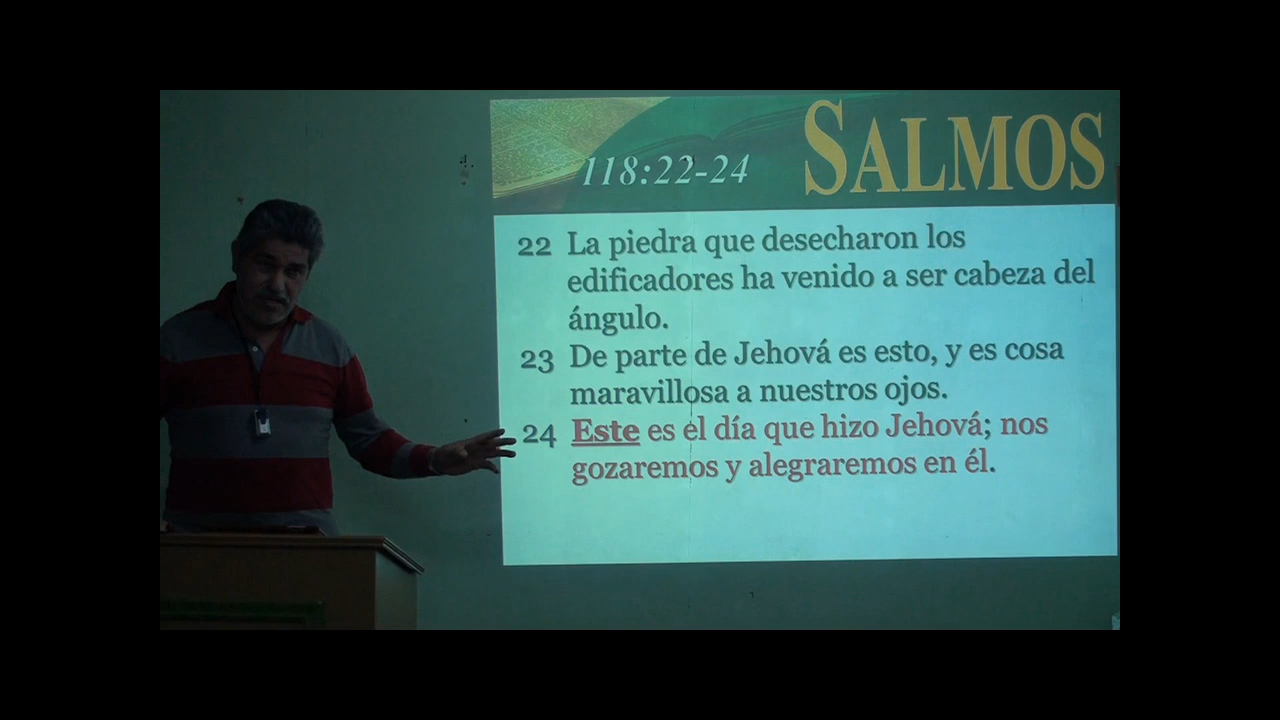 118:22-24 SALMOS
22 La piedra que desecharon los
edificadores ha venido a ser cabeza del
ángulo.
23 De parte de Jehová es esto, y es cosa
maravillosa a nuestros ojos.
24 Este es el día que hizo Jehová; nos
gozaremos y alegraremos en él.